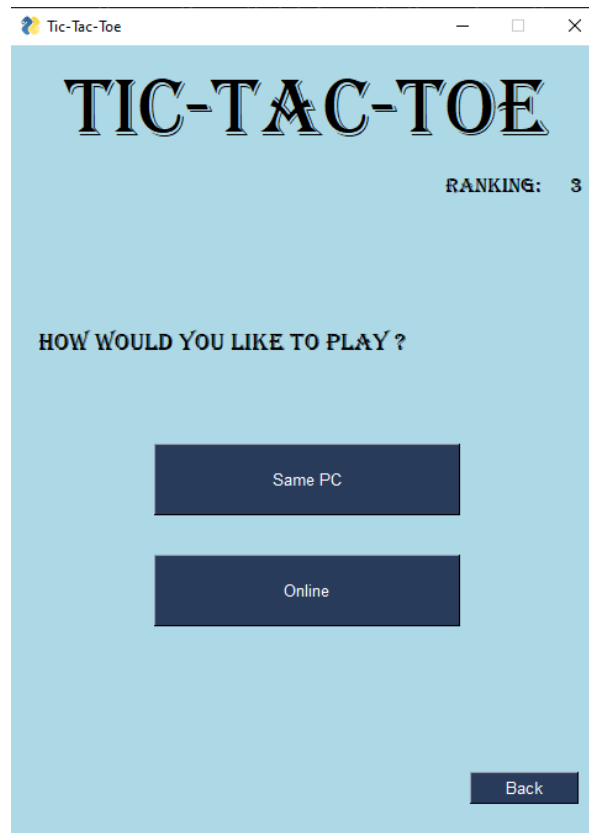 Tic-Tac-Toe
TIC-TAC-TOE
RANKING: 3
HOW WOULD YOU LIKE TO PLAY ?
Same PC
Online
Back